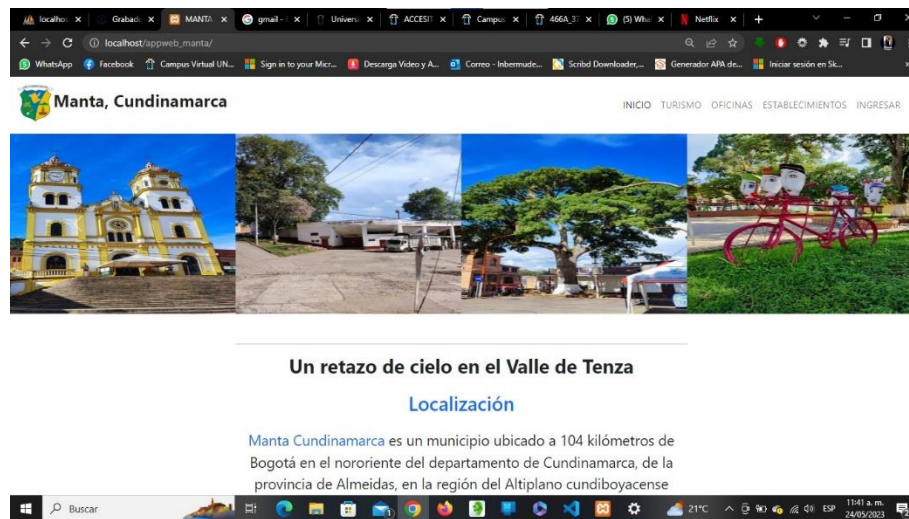 localhos
Grabad
MANTA
gmail -
Univers
ACCESI
Campus
466A_37
(5) Wha
Netflix
localhost/appweb_manta/
WhatsApp
Facebook
Campus Virtual UN...
Sign in to your Micr...
Descarga Video y A...
Correo - Inbermude...
Scribd Downloader,...
Generador APA de...
Iniciar sesión en Sk...
Manta, Cundinamarca
INICIO TURISMO OFICINAS ESTABLECIMIENTOS INGRESAR
Un retazo de cielo en el Valle de Tenza
Localización
Manta Cundinamarca es un municipio ubicado a 104 kilómetros de
Bogotá en el nororiente del departamento de Cundinamarca, de la
provincia de Almeidas, en la región del Altiplano cundiboyacense
Buscar
21°C
ESP
11:41 a. m.
24/05/2023